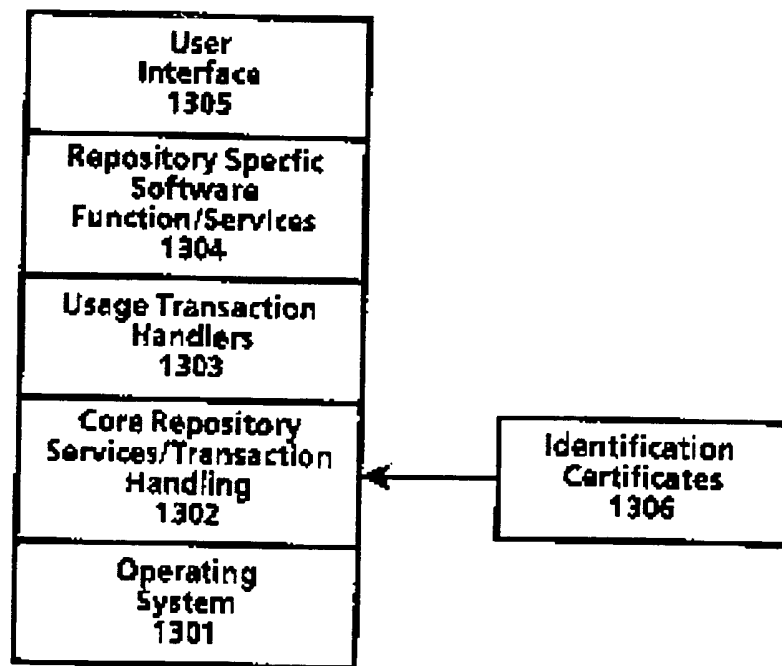 User
Interface
1305
Repository Specfic
Software
Function/Services
1304
Usage Transaction
Handlers
1303
Core Repository
Services/Transaction
Handling
1302
Identification
Certificates
1306
Operating
System
1301